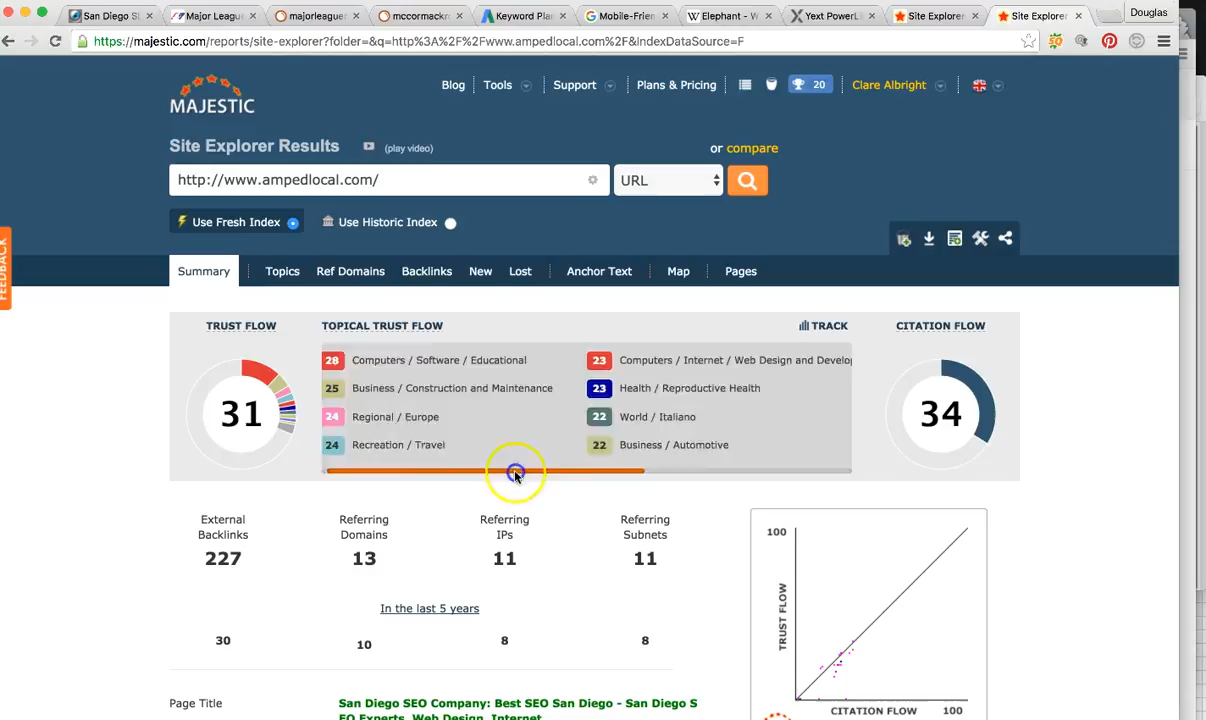 San Diego S
Major Leagu
majorleaguer
mccormackm
Keyword Plan
Mobile-Frien
Elephant - W
Yext PowerLi
Site Explorer
Site Explorer
Douglas
https://majestic.com/reports/site-explorer?folder=&q=http%3A%2F%2Fwww.ampedlocal.com%2F&IndexDataSource=F
MAJESTIC
Blog Tools Support Plans & Pricing 20 Clare Albright
Site Explorer Results (play video) or compare
http://www.ampedlocal.com/ URL
Use Fresh Index Use Historic Index
FEEDBACK
Summary Topics Ref Domains Backlinks New Lost Anchor Text Map Pages
TRUST FLOW TOPICAL TRUST FLOW TRACK CITATION FLOW
28 Computers / Software / Educational 23 Computers / Internet / Web Design and Develop
25 Business / Construction and Maintenance 23 Health / Reproductive Health
31 24 Regional / Europe 22 World / Italiano 34
24 Recreation / Travel 22 Business / Automotive
External Backlinks
227
Referring Domains
13
Referring IPs
11
Referring Subnets
11
In the last 5 years
30 10 8 8
100
TRUST FLOW
CITATION FLOW 100
Page Title San Diego SEO Company: Best SEO San Diego - San Diego S
EO Experts, Web Design, Internet